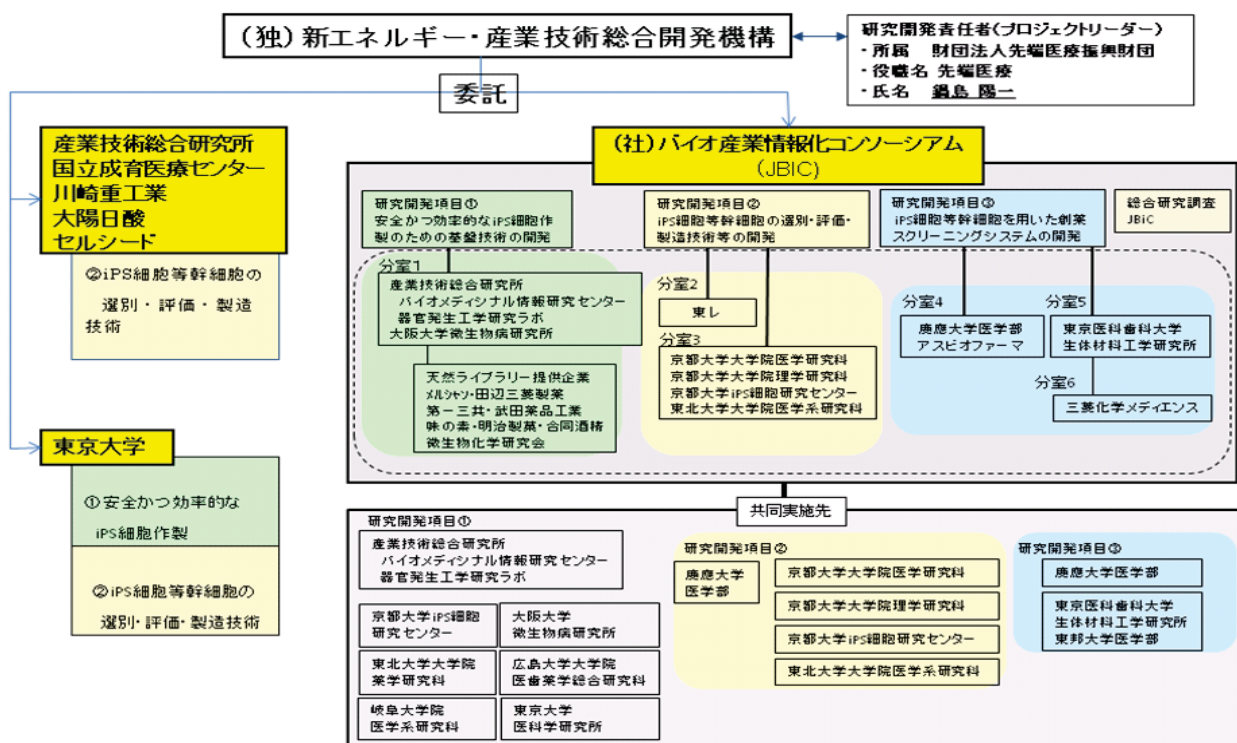 (独)新エネルギー・産業技術総合開発機構
研究開発責任者(プロジェクトリーダー)
・所属 財団法人先端医療振興財団
・役職名 先端医療
・氏名 鍋島 陽一
委託
産業技術総合研究所
国立成育医療センター
川崎重工業
大陽日酸
セルシード
②iPS細胞等幹細胞の
選別・評価・製造
技術
東京大学
①安全かつ効率的な
iPS細胞作製
②iPS細胞等幹細胞の
選別・評価・製造技術
(社)バイオ産業情報化コンソーシアム
(JBIC)
研究開発項目①
安全かつ効率的なiPS細胞作
製のための基盤技術の開発
研究開発項目②
iPS細胞等幹細胞の選別・評価・
製造技術等の開発
研究開発項目③
iPS細胞等幹細胞を用いた創薬
スクリーニングシステムの開発
総合研究調査
JBiC
分室1
産業技術総合研究所
バイオメディシナル情報研究センター
器官発生工学研究ラボ
大阪大学微生物病研究所
天然ライブラリー提供企業
メルシャン・田辺三菱製薬
第一三共・武田薬品工業
味の素・明治製菓・合同酒精
微生物化学研究会
分室2
東レ
分室3
京都大学大学院医学研究科
京都大学大学院理学研究科
京都大学iPS細胞研究センター
東北大学大学院医学系研究科
分室4
慶應大学医学部
アスビオファーマ
分室5
東京医科歯科大学
生体材料工学研究所
分室6
三菱化学メディエンス
共同実施先
研究開発項目①
産業技術総合研究所
バイオメディシナル情報研究センター
器官発生工学研究ラボ
京都大学iPS細胞
研究センター
大阪大学
微生物病研究所
東北大学大学院
薬学研究科
広島大学大学院
医歯薬学総合研究科
岐阜大学院
医学系研究科
東京大学
医科学研究所
研究開発項目②
慶應大学
医学部
京都大学大学院医学研究科
京都大学大学院理学研究科
京都大学iPS細胞研究センター
東北大学大学院医学系研究科
研究開発項目③
慶應大学医学部
東京医科歯科大学
生体材料工学研究所
東邦大学医学部